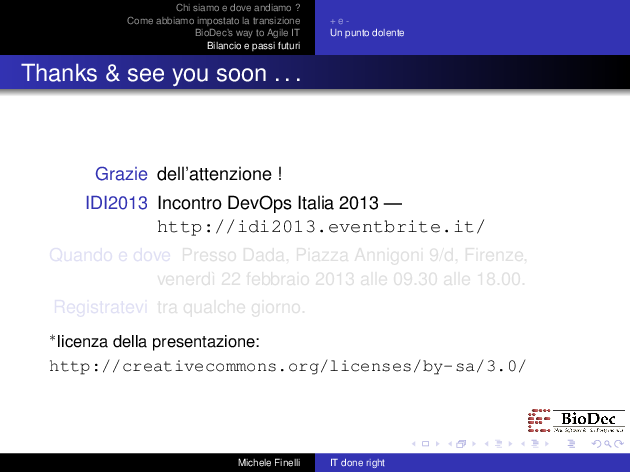 Chi siamo e dove andiamo ?
Come abbiamo impostato la transizione
BioDec's way to Agile IT
Bilancio e passi futuri
+ e -
Un punto dolente
Thanks & see you soon . . .
Grazie dell'attenzione !
IDI2013 Incontro DevOps Italia 2013 —
http://idi2013.eventbrite.it/
Quando e dove Presso Dada, Piazza Annigoni 9/d, Firenze,
venerdì 22 febbraio 2013 alle 09.30 alle 18.00.
Registratevi tra qualche giorno.
*licenza della presentazione:
http://creativecommons.org/licenses/by-sa/3.0/
BioDec
Michele Finelli
IT done right